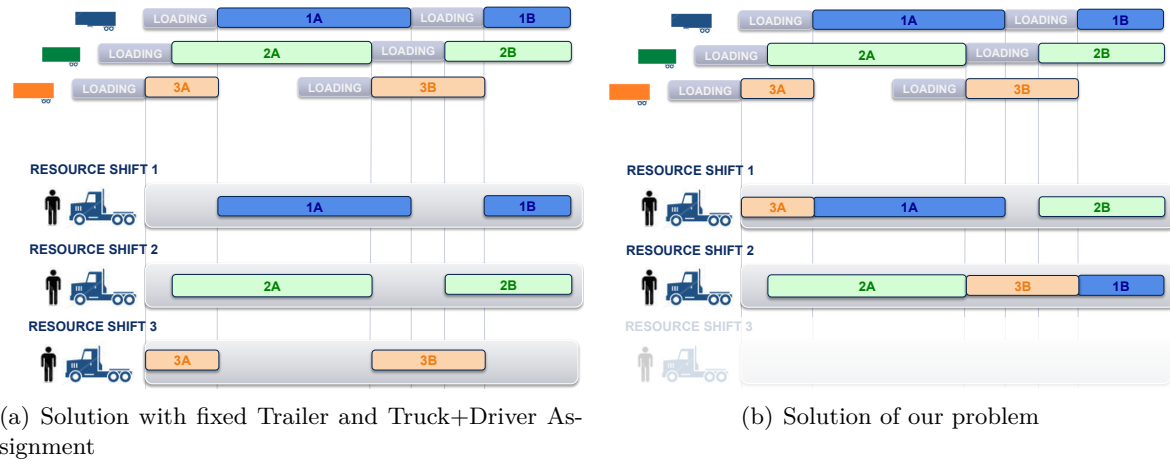 LOADING 1A LOADING 1B
LOADING 2A LOADING 2B
LOADING 3A LOADING 3B
RESOURCE SHIFT 1
1A 1B
RESOURCE SHIFT 2
2A 2B
RESOURCE SHIFT 3
3A 3B
(a) Solution with fixed Trailer and Truck+Driver As-
signment
LOADING 1A LOADING 1B
LOADING 2A LOADING 2B
LOADING 3A LOADING 3B
RESOURCE SHIFT 1
3A 1A 2B
RESOURCE SHIFT 2
2A 3B 1B
RESOURCE SHIFT 3
(b) Solution of our problem